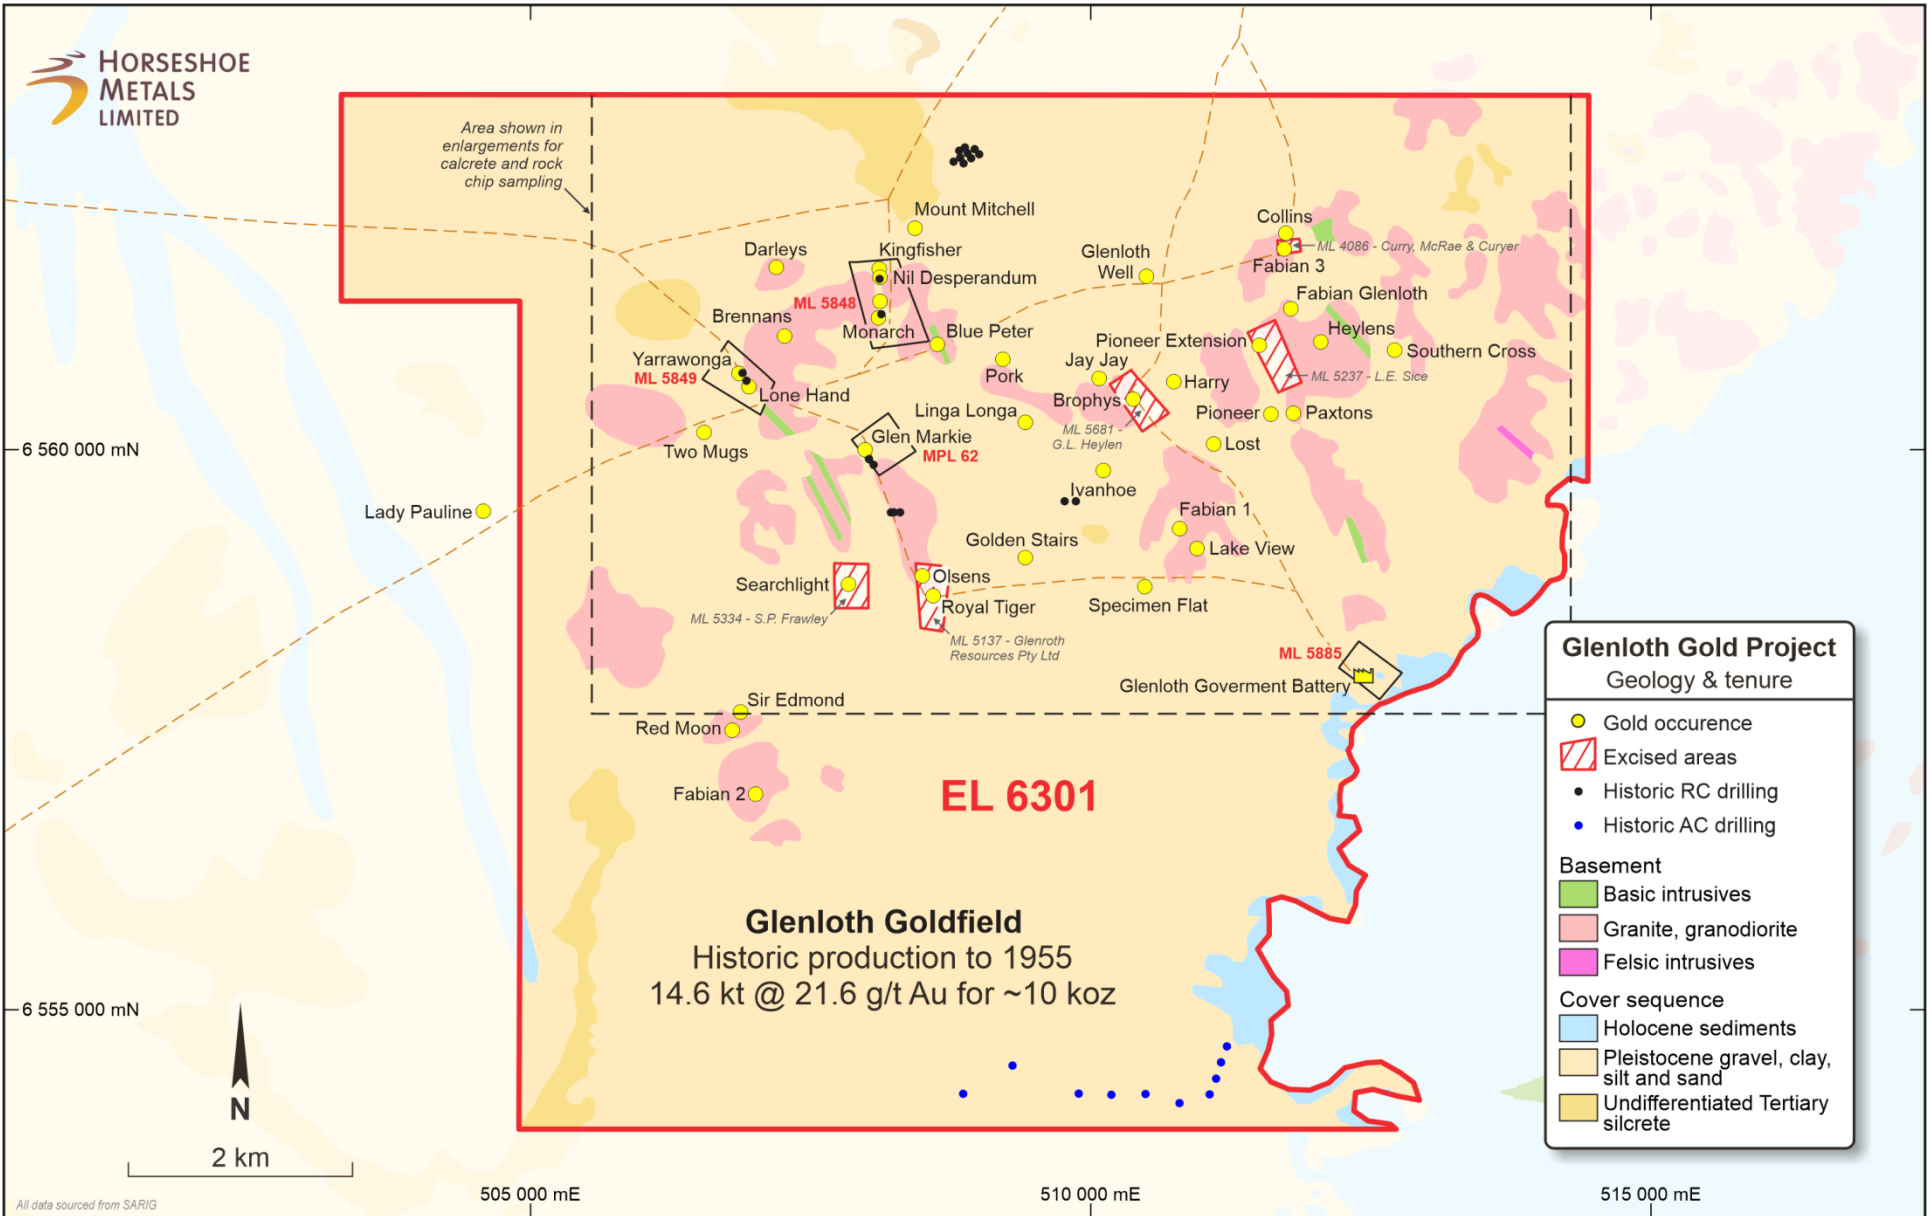 HORSESHOE
METALS
LIMITED
Area shown in
enlargements for
calcrete and rock
chip sampling
Mount Mitchell
Collins
ML 4086 - Curry, McRae & Curyer
Darleys
Kingfisher
Glenloth
Well
Fabian 3
Nil Desperandum
ML 5848
Fabian Glenloth
Brennans
Monarch
Blue Peter
Heylens
Pioneer Extension
Southern Cross
Yarrawonga
ML 5849
Jay Jay
Pork
ML 5237 - L.E. Sice
Harry
Lone Hand
Brophys
Linga Longa
Pioneer
Paxtons
ML 5681 -
G.L. Heylen
Glen Markie
MPL 62
Two Mugs
Lost
6 560 000 mN
Ivanhoe
Lady Pauline
Fabian 1
Golden Stairs
Lake View
Searchlight
Olsens
Royal Tiger
Specimen Flat
ML 5334 - S.P. Frawley
ML 5137 - Glenroth
Resources Pty Ltd
ML 5885
Glenloth Goverment Battery
Sir Edmond
Red Moon
Fabian 2
EL 6301
Glenloth Goldfield
Historic production to 1955
14.6 kt @ 21.6 g/t Au for ~10 koz
6 555 000 mN
N
2 km
505 000 mE
510 000 mE
515 000 mE
All data sourced from SARIG
Glenloth Gold Project
Geology & tenure
Gold occurence
Excised areas
Historic RC drilling
Historic AC drilling
Basement
Basic intrusives
Granite, granodiorite
Felsic intrusives
Cover sequence
Holocene sediments
Pleistocene gravel, clay,
silt and sand
Undifferentiated Tertiary
silcrete